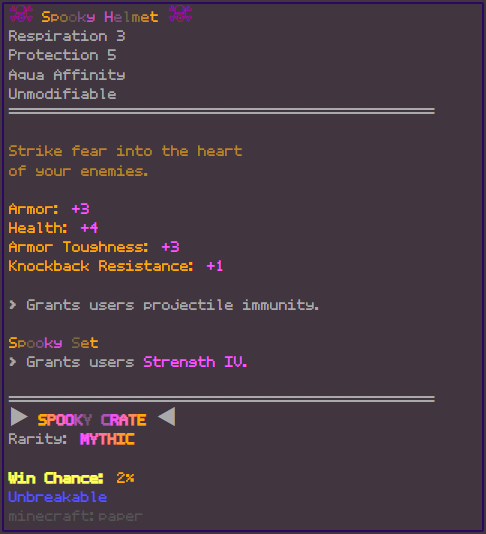 ☠ Spooky Helmet ☠
Respiration 3
Protection 5
Aqua Affinity
Unmodifiable
Strike fear into the heart
of your enemies.
Armor: +3
Health: +4
Armor Toughness: +3
Knockback Resistance: +1
> Grants users projectile immunity.
Spooky Set
> Grants users Strength IV.
▶ SPOOKY CRATE ◀
Rarity: MYTHIC
Win Chance: 2%
Unbreakable
minecraft:paper